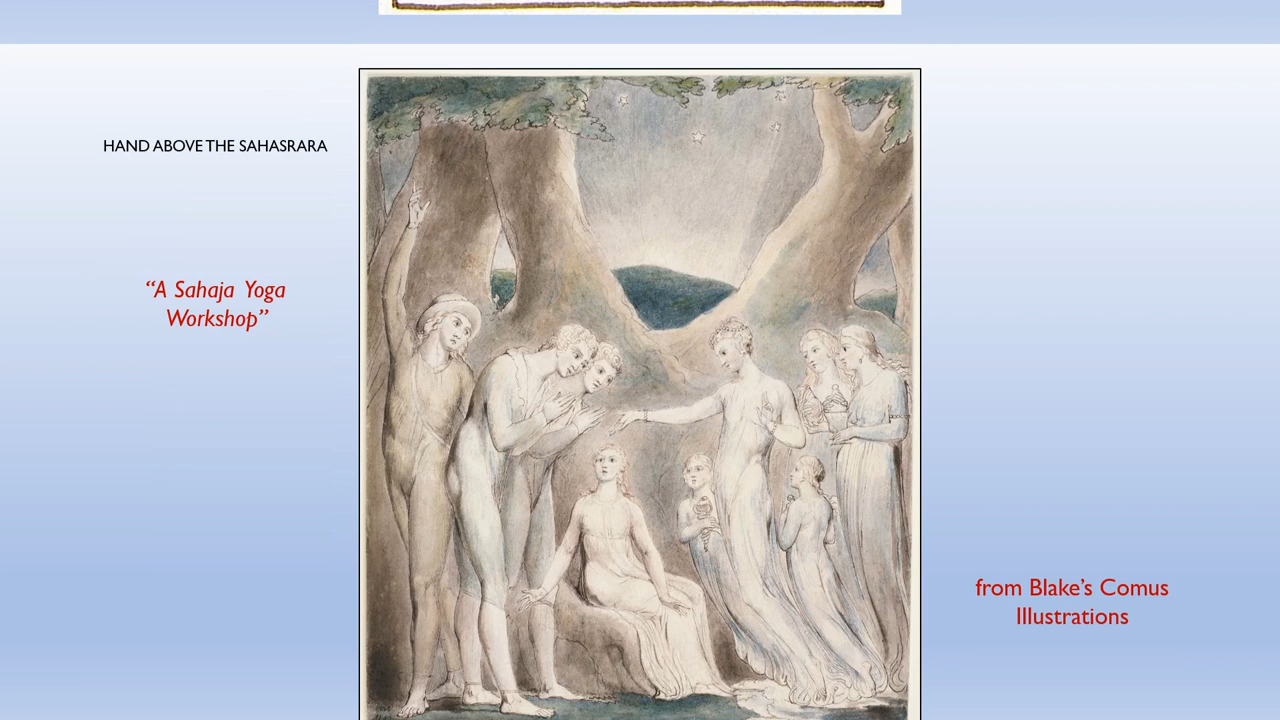 HAND ABOVE THE SAHASRARA
“A Sahaja Yoga
Workshop”
from Blake’s Comus
Illustrations